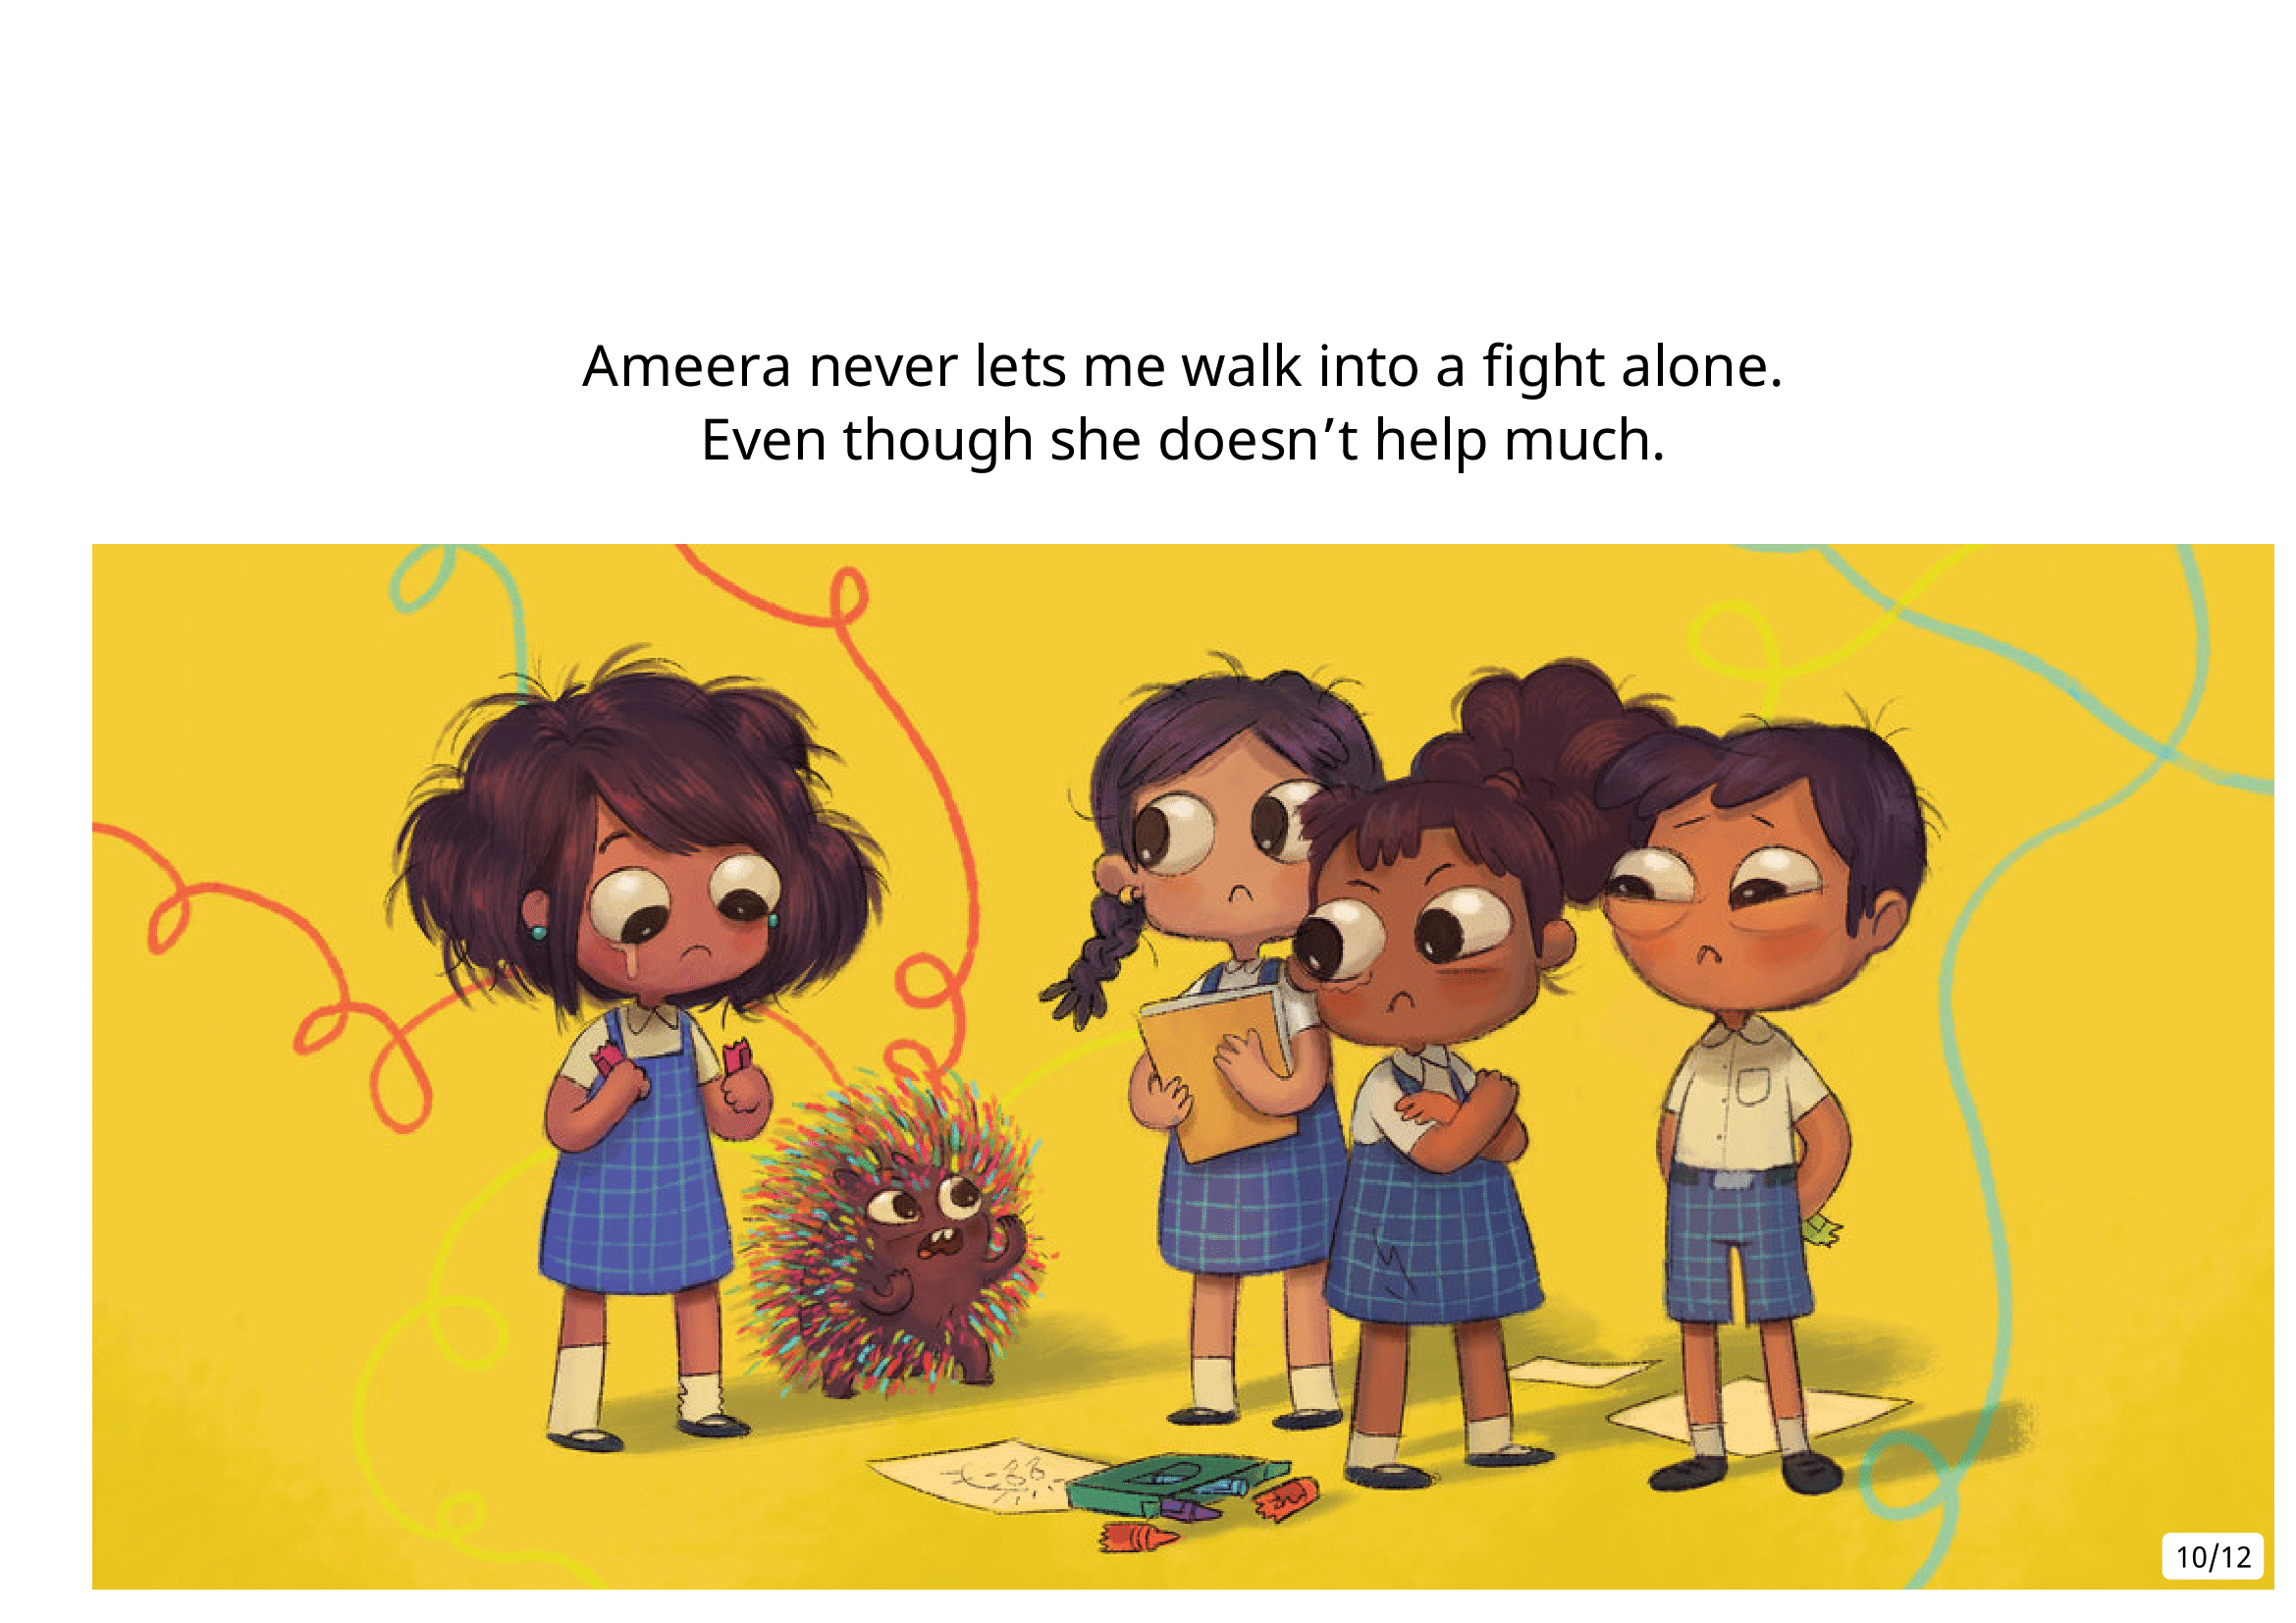 Ameera never lets me walk into a fight alone.
Even though she doesn’t help much.
10/12